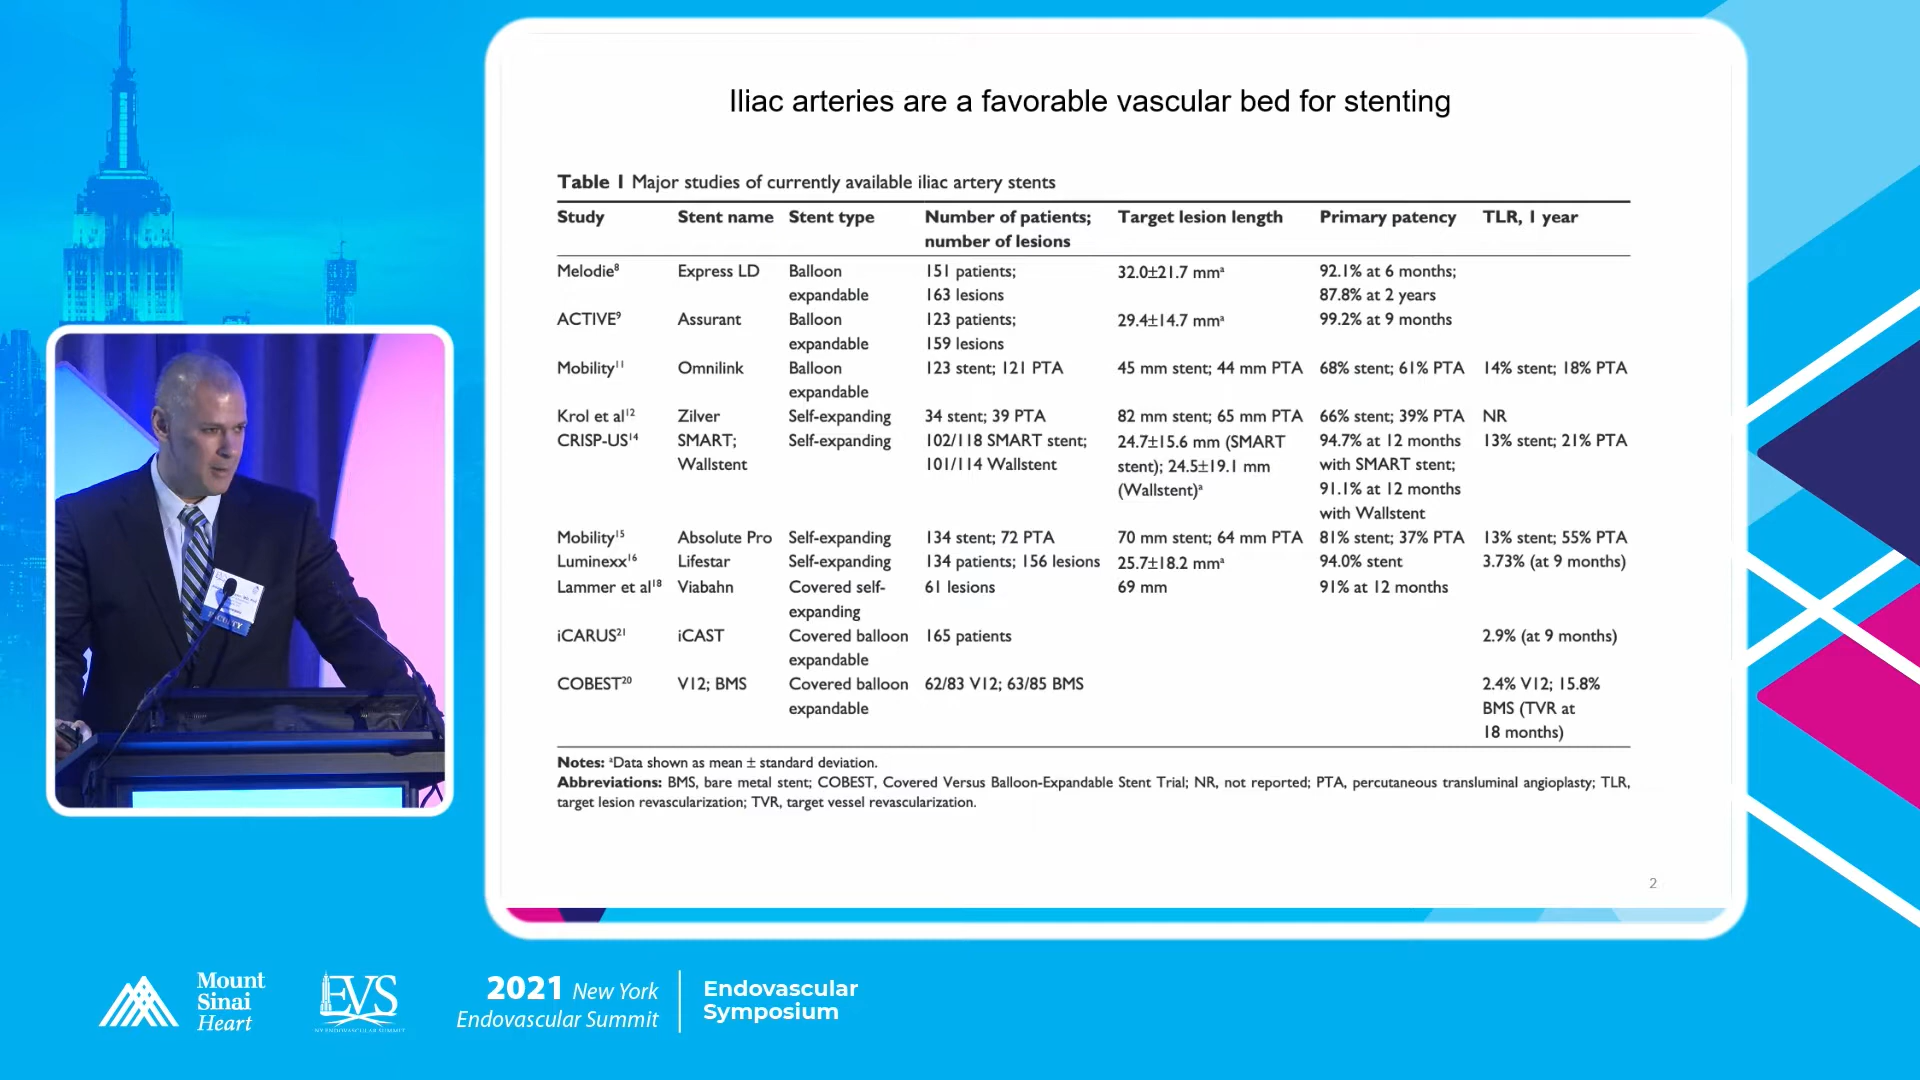 Iliac arteries are a favorable vascular bed for stenting
Table 1 Major studies of currently available iliac artery stents
Study Stent name Stent type Number of patients; number of lesions Target lesion length Primary patency TLR, 1 year
Melodie⁸ Express LD Balloon expandable 151 patients; 163 lesions 32.0±21.7 mmᵃ 92.1% at 6 months; 87.8% at 2 years
ACTIVE⁹ Assurant Balloon expandable 123 patients; 159 lesions 29.4±14.7 mmᵃ 99.2% at 9 months
Mobility¹¹ Omnilink Balloon expandable 123 stent; 121 PTA 45 mm stent; 44 mm PTA 68% stent; 61% PTA 14% stent; 18% PTA
Krol et al¹² Zilver Self-expanding 34 stent; 39 PTA 82 mm stent; 65 mm PTA 66% stent; 39% PTA NR
CRISP-US¹⁴ SMART; Wallstent Self-expanding 102/118 SMART stent; 101/114 Wallstent 24.7±15.6 mm (SMART stent); 24.5±19.1 mm (Wallstent)ᵃ 94.7% at 12 months with SMART stent; 91.1% at 12 months with Wallstent 13% stent; 21% PTA
Mobility¹⁵ Absolute Pro Self-expanding 134 stent; 72 PTA 70 mm stent; 64 mm PTA 81% stent; 37% PTA 13% stent; 55% PTA
Luminexx¹⁶ Lifestar Self-expanding 134 patients; 156 lesions 25.7±18.2 mmᵃ 94.0% stent 3.73% (at 9 months)
Lammer et al¹⁸ Viabahn Covered self-expanding 61 lesions 69 mm 91% at 12 months
iCARUS²¹ iCAST Covered balloon expandable 165 patients 2.9% (at 9 months)
COBEST²⁰ V12; BMS Covered balloon expandable 62/83 V12; 63/85 BMS 2.4% V12; 15.8% BMS (TVR at 18 months)
Notes: ᵃData shown as mean ± standard deviation.
Abbreviations: BMS, bare metal stent; COBEST, Covered Versus Balloon-Expandable Stent Trial; NR, not reported; PTA, percutaneous transluminal angioplasty; TLR,
target lesion revascularization; TVR, target vessel revascularization.
2
Mount
Sinai
Heart
EVS
NY ENDOVASCULAR SUMMIT
2021 New York
Endovascular Summit
Endovascular
Symposium